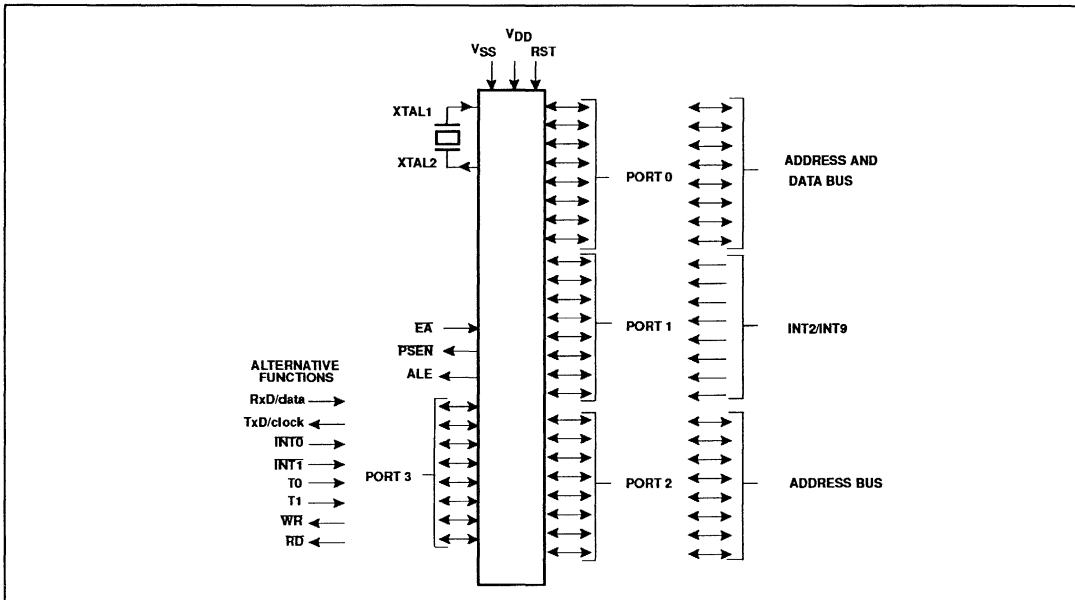 VSS
VDD
RST
XTAL1
XTAL2
PORT 0
ADDRESS AND
DATA BUS
EA
PSEN
ALE
PORT 1
INT2/INT9
ALTERNATIVE
FUNCTIONS
RxD/data
TxD/clock
INT0
INT1
T0
T1
WR
RD
PORT 3
PORT 2
ADDRESS BUS